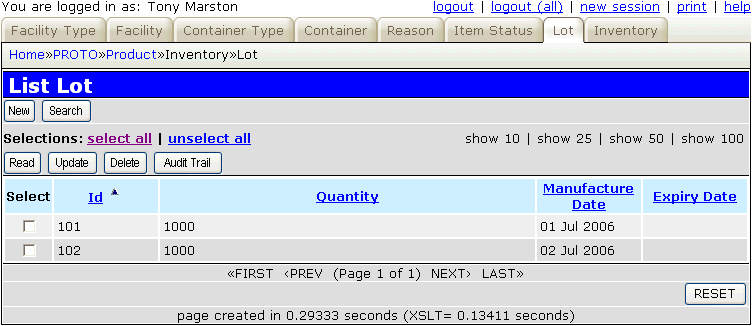 You are logged in as: Tony Marston logout | logout (all) | new session | print | help
Facility Type Facility Container Type Container Reason Item Status Lot Inventory
Home»PROTO»Product»Inventory»Lot
List Lot
New Search
Selections: select all | unselect all show 10 | show 25 | show 50 | show 100
Read Update Delete Audit Trail
Select Id Quantity Manufacture Date Expiry Date
101 1000 01 Jul 2006
102 1000 02 Jul 2006
«FIRST ‹PREV (Page 1 of 1) NEXT› LAST»
RESET
page created in 0.29333 seconds (XSLT= 0.13411 seconds)